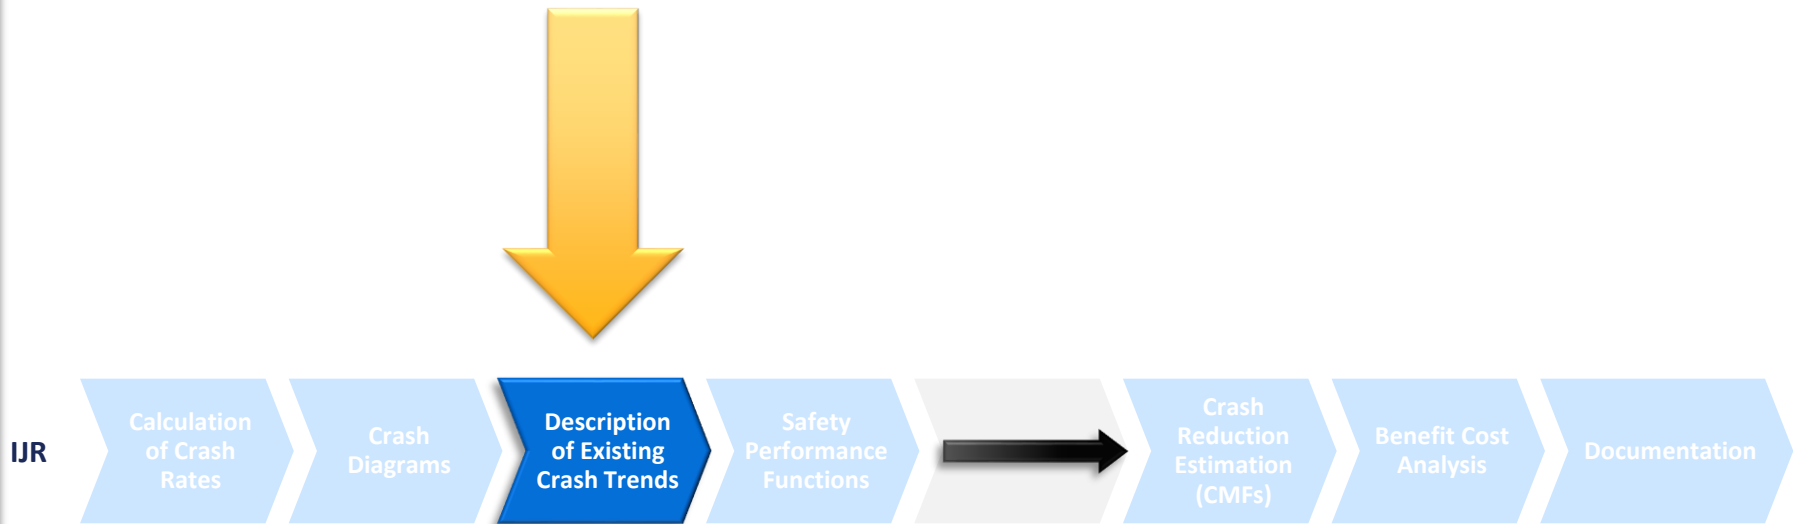 IJR
Calculation
of Crash
Rates
Crash
Diagrams
Description
of Existing
Crash Trends
Safety
Performance
Functions
Crash
Reduction
Estimation
(CMFs)
Benefit Cost
Analysis
Documentation